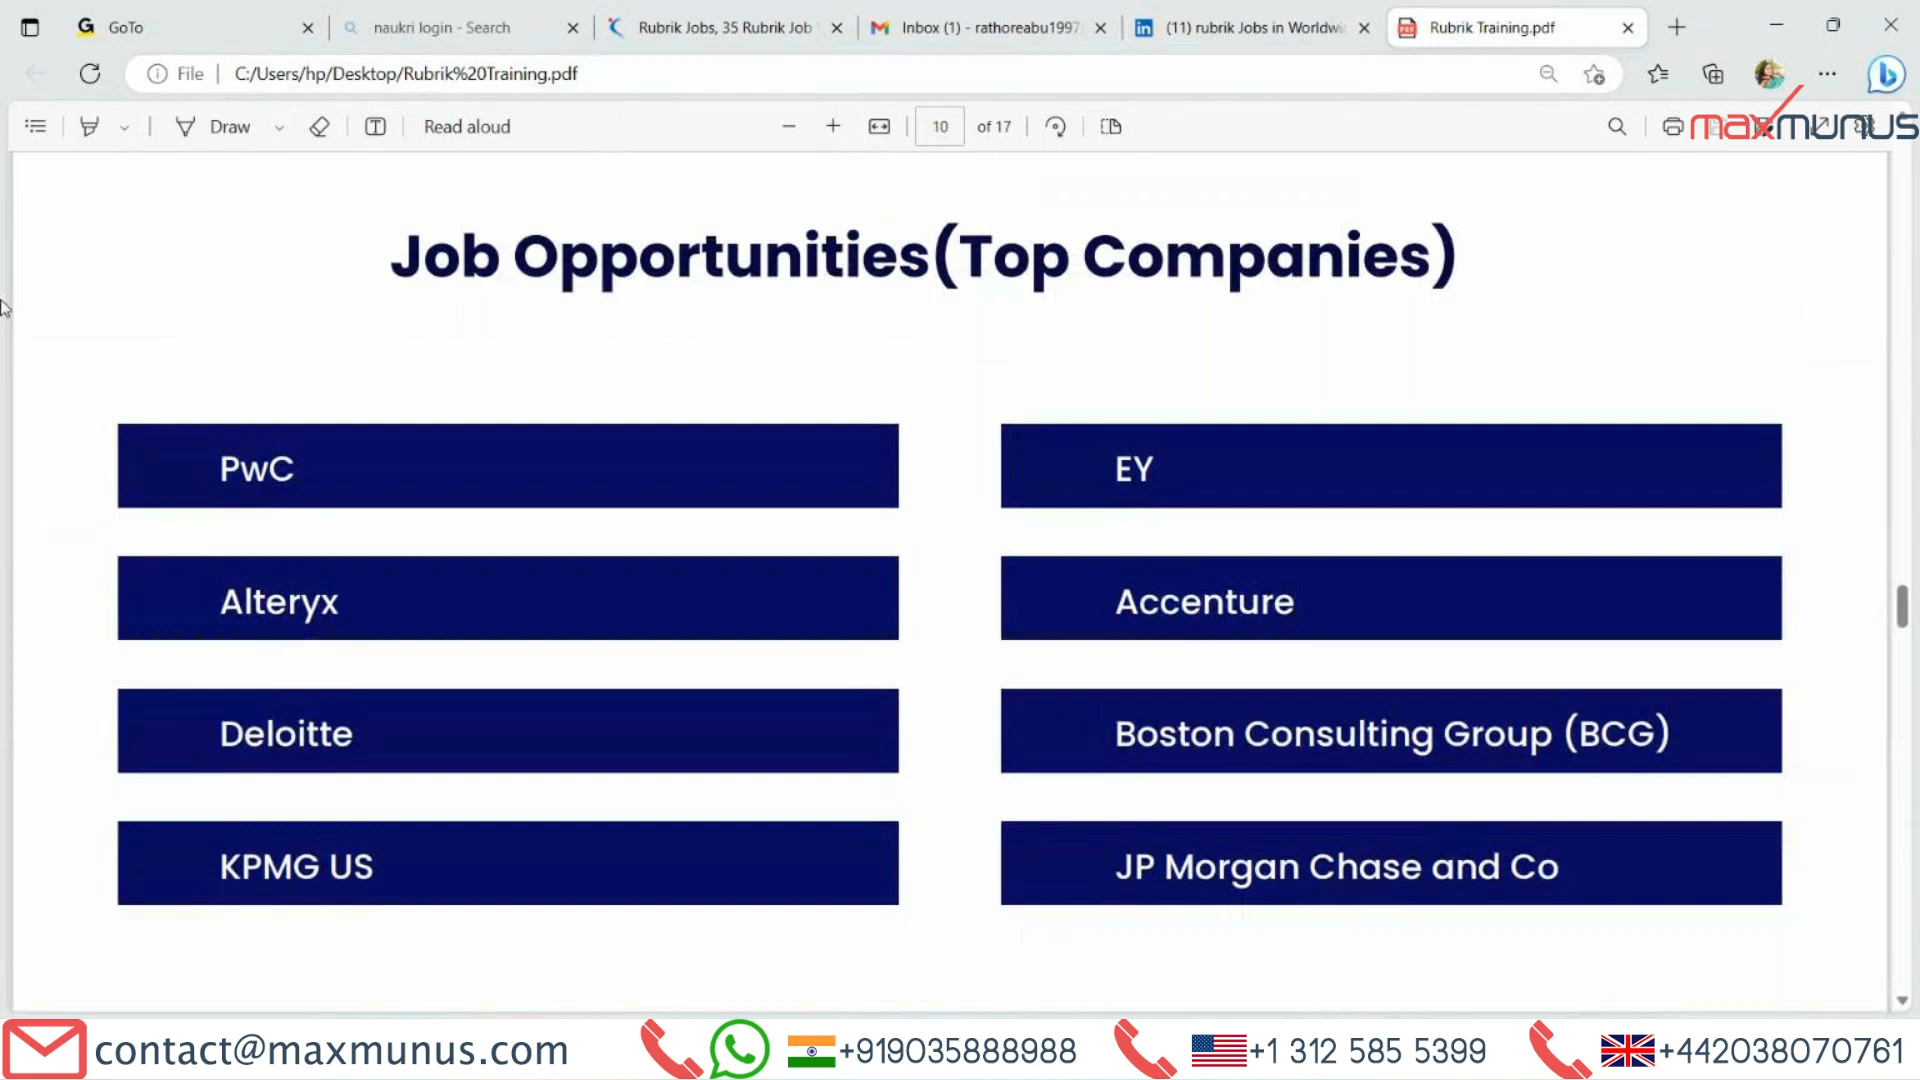 GoTo
naukri login - Search
Rubrik Jobs, 35 Rubrik Job
Inbox (1) - rathoreabu1997
(11) rubrik Jobs in Worldwi
Rubrik Training.pdf
File
C:/Users/hp/Desktop/Rubrik%20Training.pdf
Draw
Read aloud
10 of 17
maxmunus
Job Opportunities(Top Companies)
PwC
EY
Alteryx
Accenture
Deloitte
Boston Consulting Group (BCG)
KPMG US
JP Morgan Chase and Co
contact@maxmunus.com
+919035888988
+1 312 585 5399
+442038070761